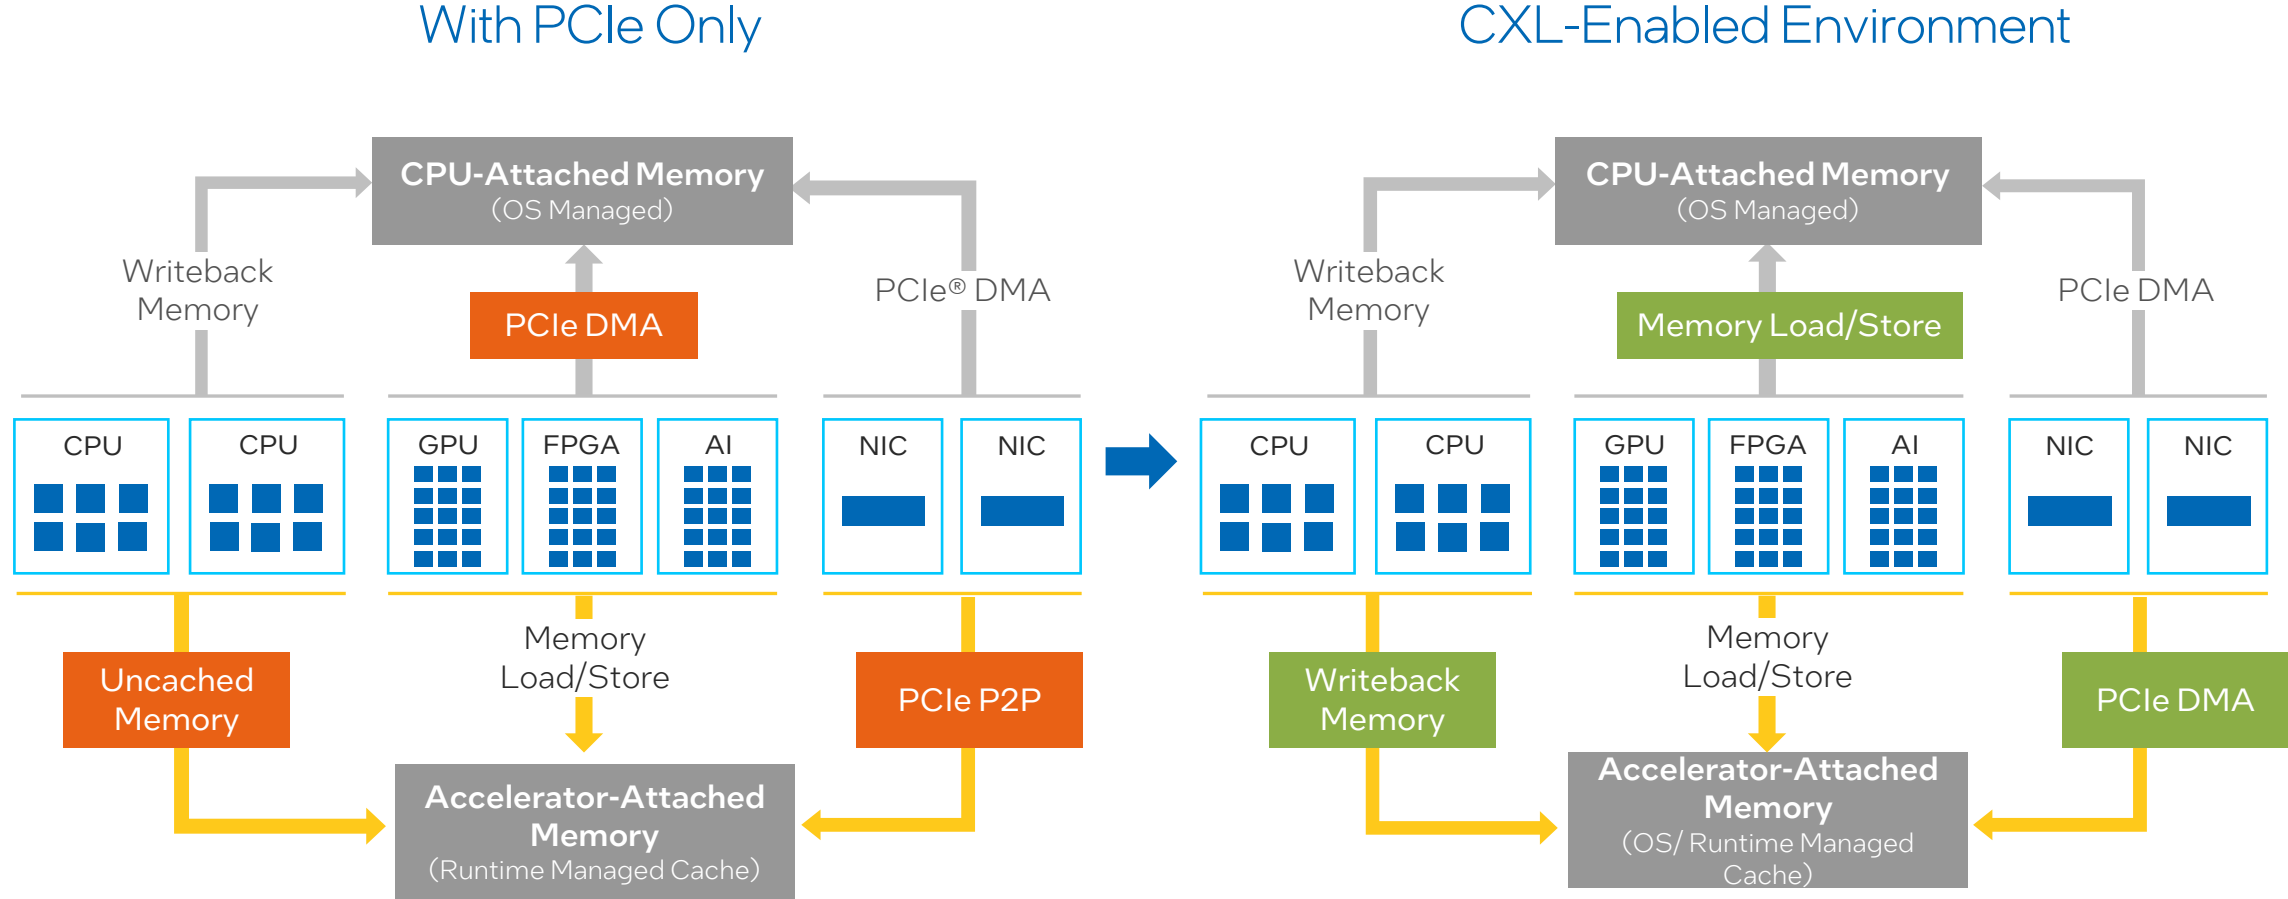 With PCIe Only
CPU-Attached Memory
(OS Managed)
Writeback
Memory
PCIe DMA
PCIe® DMA
CPU
CPU
GPU
FPGA
AI
NIC
NIC
Uncached
Memory
Memory
Load/Store
PCIe P2P
Accelerator-Attached
Memory
(Runtime Managed Cache)
CXL-Enabled Environment
CPU-Attached Memory
(OS Managed)
Writeback
Memory
Memory Load/Store
PCIe DMA
CPU
CPU
GPU
FPGA
AI
NIC
NIC
Writeback
Memory
Memory
Load/Store
PCIe DMA
Accelerator-Attached
Memory
(OS/ Runtime Managed
Cache)